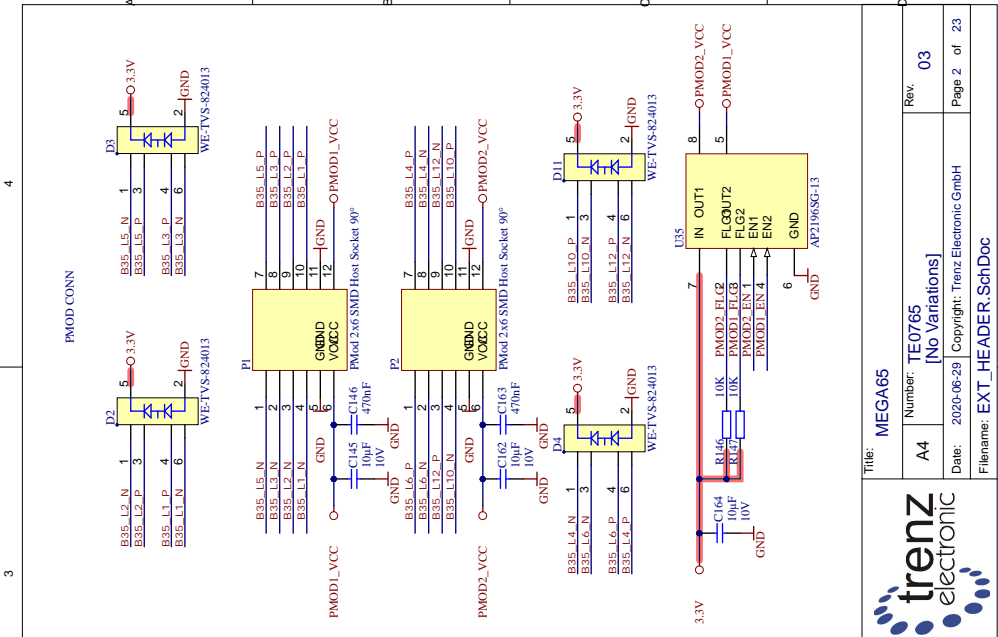 PMOD CONN
D2
5
3.3V
2
GND
WE-TVS-824013
1
3
4
6
B35_L2_N
B35_L2_P
B35_L1_P
B35_L1_N
D3
5
3.3V
2
GND
WE-TVS-824013
1
3
4
6
B35_L5_N
B35_L5_P
B35_L3_P
B35_L3_N
P1
PMod 2x6 SMD Host Socket 90°
7
8
9
10
11
12
B35_L5_P
B35_L3_P
B35_L2_P
B35_L1_P
GND
PMOD1_VCC
1
2
3
4
5
6
B35_L5_N
B35_L3_N
B35_L2_N
B35_L1_N
GND
C145
10µF
10V
GND
C146
470nF
GND
PMOD1_VCC
P2
PMod 2x6 SMD Host Socket 90°
7
8
9
10
11
12
B35_L4_P
B35_L4_N
B35_L12_N
B35_L10_P
GND
PMOD2_VCC
1
2
3
4
5
6
B35_L6_P
B35_L6_N
B35_L12_P
B35_L10_N
GND
C162
10µF
10V
GND
C163
470nF
GND
PMOD2_VCC
D4
5
3.3V
2
GND
WE-TVS-824013
1
3
4
6
B35_L4_N
B35_L6_N
B35_L6_P
B35_L4_P
D11
5
3.3V
2
GND
WE-TVS-824013
1
3
4
6
B35_L10_P
B35_L10_N
B35_L12_P
B35_L12_N
U35
AP2196SG-13
IN
OUT1
OUT2
FLG2
EN1
EN2
GND
8
5
PMOD2_VCC
PMOD1_VCC
7
2
3
1
4
6
PMOD2_FLG
PMOD1_FLG
PMOD2_EN
PMOD1_EN
GND
R146
10K
R147
10K
C164
10µF
10V
GND
3.3V
3
4
Title:
MEGA65
A4
Number: TE0765
[No Variations]
Rev. 03
Date: 2020-06-29
Copyright: Trenz Electronic GmbH
Page 2 of 23
Filename: EXT_HEADER.SchDoc
trenz
electronic